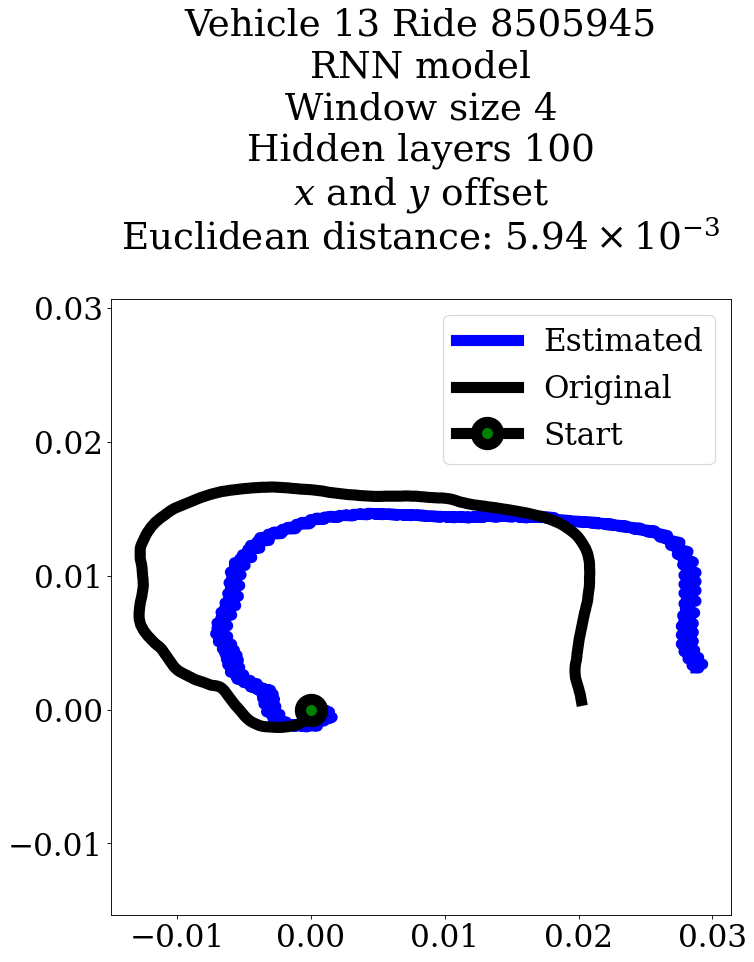 Vehicle 13 Ride 8505945
RNN model
Window size 4
Hidden layers 100
x and y offset
Euclidean distance: 5.94 × 10⁻³
0.03
0.02
0.01
0.00
−0.01
Estimated
Original
Start
−0.01 0.00 0.01 0.02 0.03